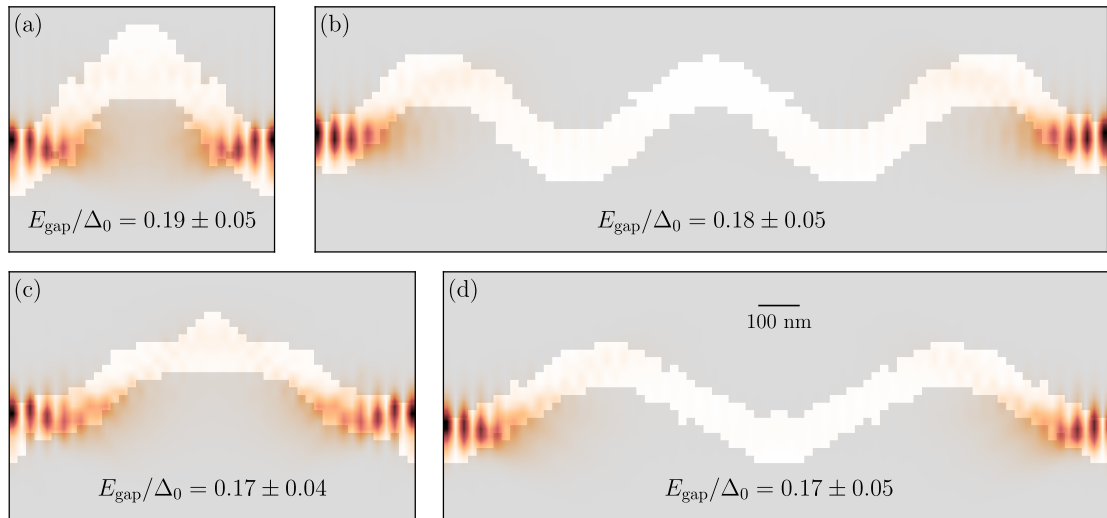 (a)
E_gap/Δ_0 = 0.19 ± 0.05
(b)
E_gap/Δ_0 = 0.18 ± 0.05
(c)
E_gap/Δ_0 = 0.17 ± 0.04
(d)
100 nm
E_gap/Δ_0 = 0.17 ± 0.05